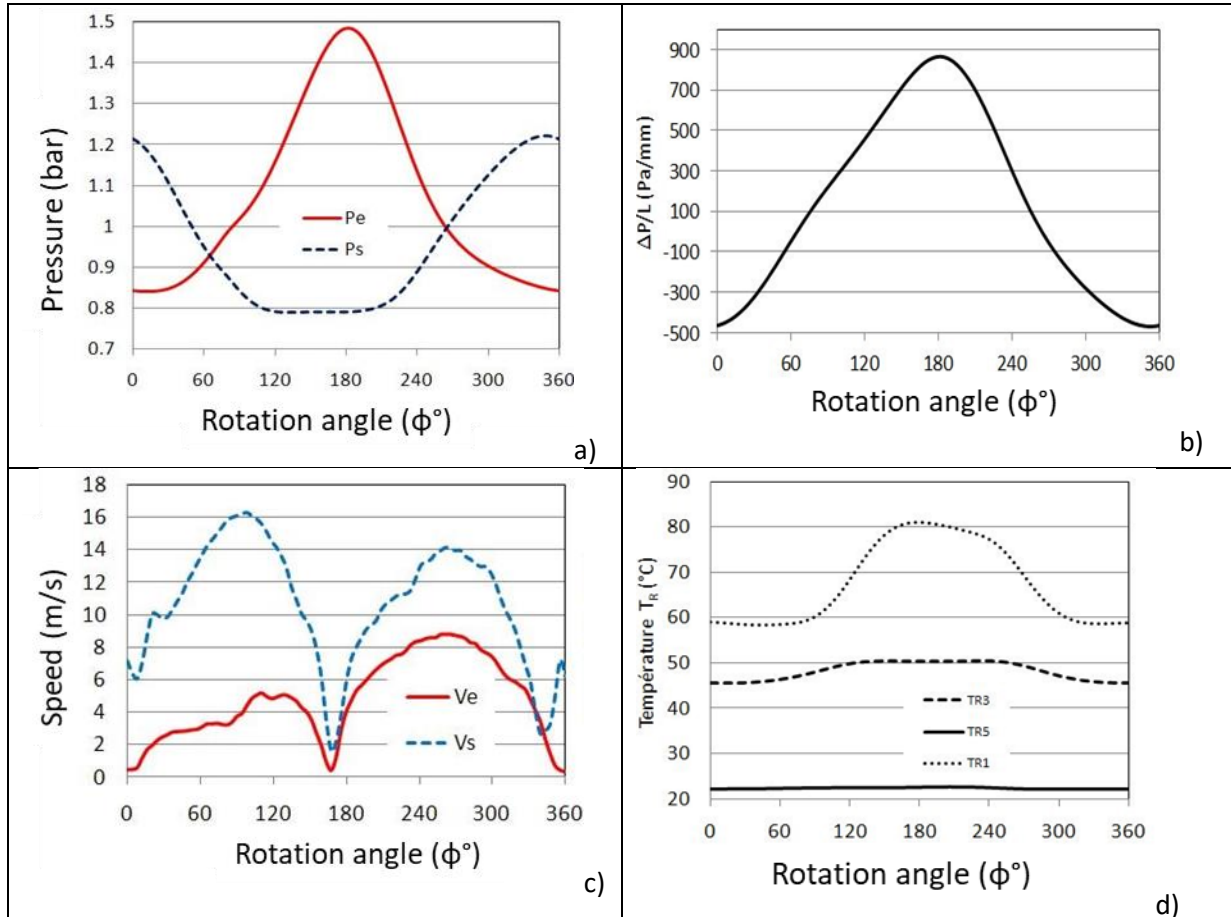 1.5
1.4
1.3
1.2
1.1
1
0.9
0.8
0.7
Pressure (bar)
Pe
Ps
0 60 120 180 240 300 360
Rotation angle (ϕ°)
a)
900
700
500
300
100
-100
-300
-500
ΔP/L (Pa/mm)
0 60 120 180 240 300 360
Rotation angle (ϕ°)
b)
18
16
14
12
10
8
6
4
2
0
Speed (m/s)
Ve
Vs
0 60 120 180 240 300 360
Rotation angle (ϕ°)
c)
90
80
70
60
50
40
30
20
Température T_R (°C)
TR3
TR5
TR1
0 60 120 180 240 300 360
Rotation angle (ϕ°)
d)